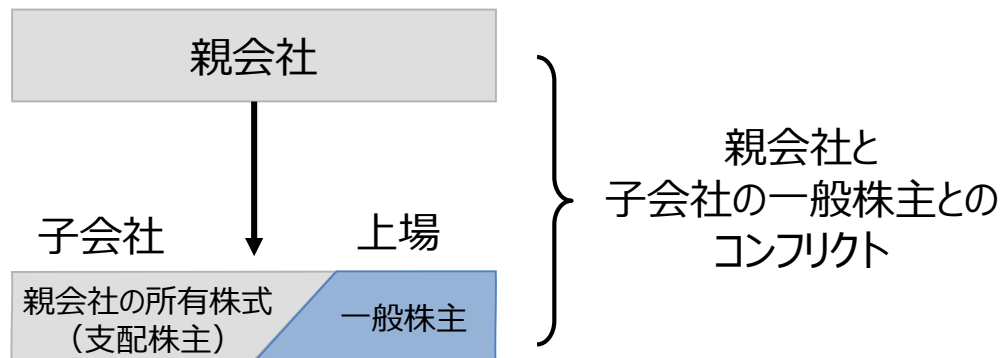 親会社
子会社
上場
親会社の所有株式
（支配株主）
一般株主
親会社と
子会社の一般株主との
コンフリクト